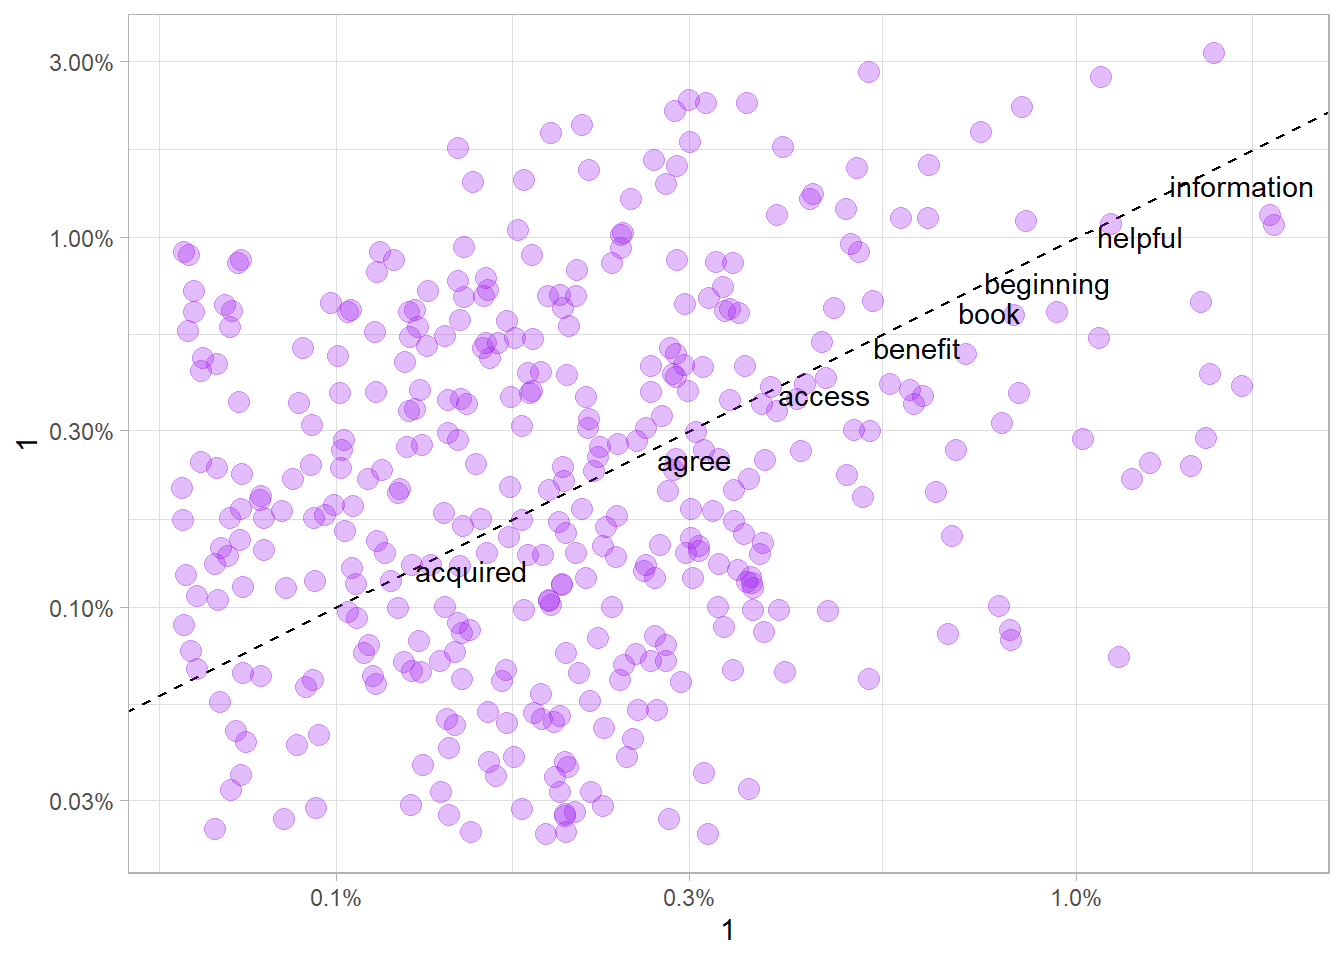 3.00%
information
1.00%
helpful
beginning
book
benefit
access
1
0.30%
agree
acquired
0.10%
0.03%
0.1%
0.3%
1.0%
1